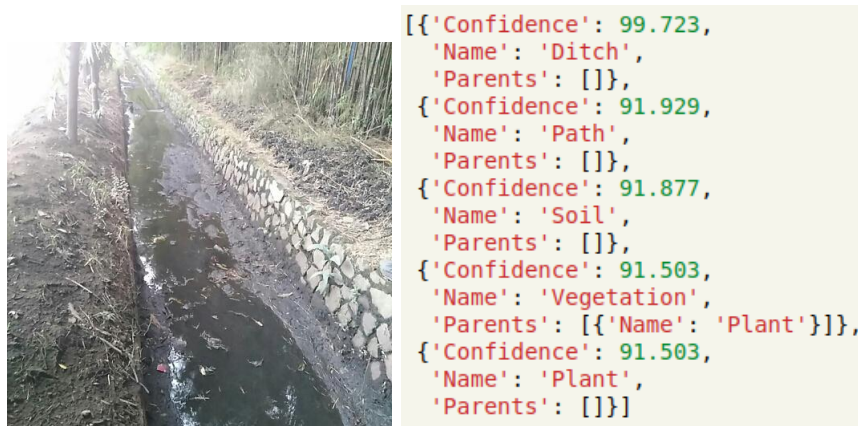 [{'Confidence': 99.723,
'Name': 'Ditch',
'Parents': []},
{'Confidence': 91.929,
'Name': 'Path',
'Parents': []},
{'Confidence': 91.877,
'Name': 'Soil',
'Parents': []},
{'Confidence': 91.503,
'Name': 'Vegetation',
'Parents': [{'Name': 'Plant'}]},
{'Confidence': 91.503,
'Name': 'Plant',
'Parents': []}]